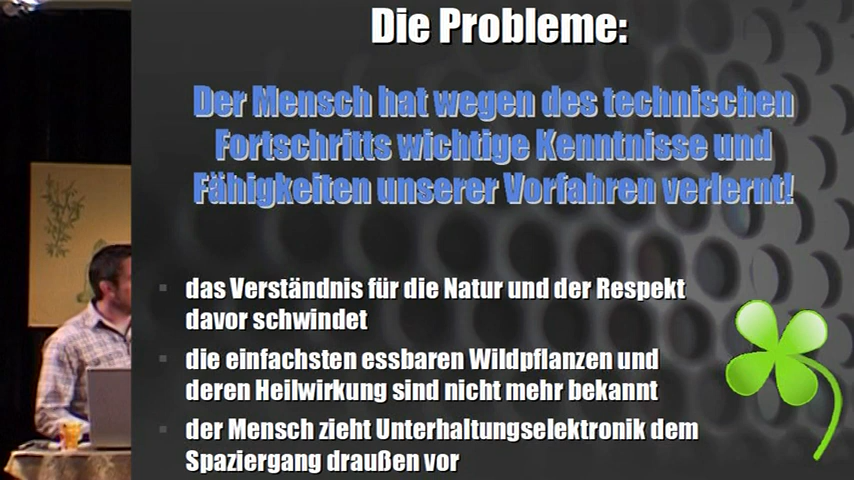 Die Probleme:
Der Mensch hat wegen des technischen
Fortschritts wichtige Kenntnisse und
Fähigkeiten unserer Vorfahren verlernt!
das Verständnis für die Natur und der Respekt
davor schwindet
die einfachsten essbaren Wildpflanzen und
deren Heilwirkung sind nicht mehr bekannt
der Mensch zieht Unterhaltungselektronik dem
Spaziergang draußen vor